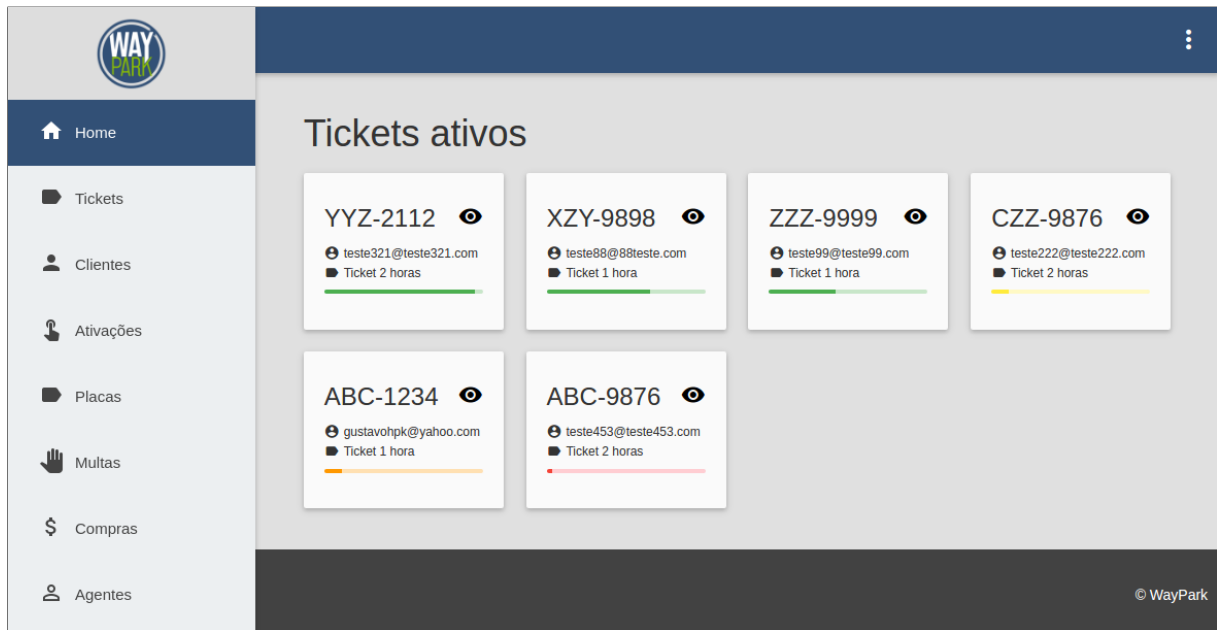 WAY
PARK
Home
Tickets
Clientes
Ativações
Placas
Multas
Compras
Agentes
Tickets ativos
YYZ-2112
teste321@teste321.com
Ticket 2 horas
XZY-9898
teste88@88teste.com
Ticket 1 hora
ZZZ-9999
teste99@teste99.com
Ticket 1 hora
CZZ-9876
teste222@teste222.com
Ticket 2 horas
ABC-1234
gustavohpk@yahoo.com
Ticket 1 hora
ABC-9876
teste453@teste453.com
Ticket 2 horas
© WayPark